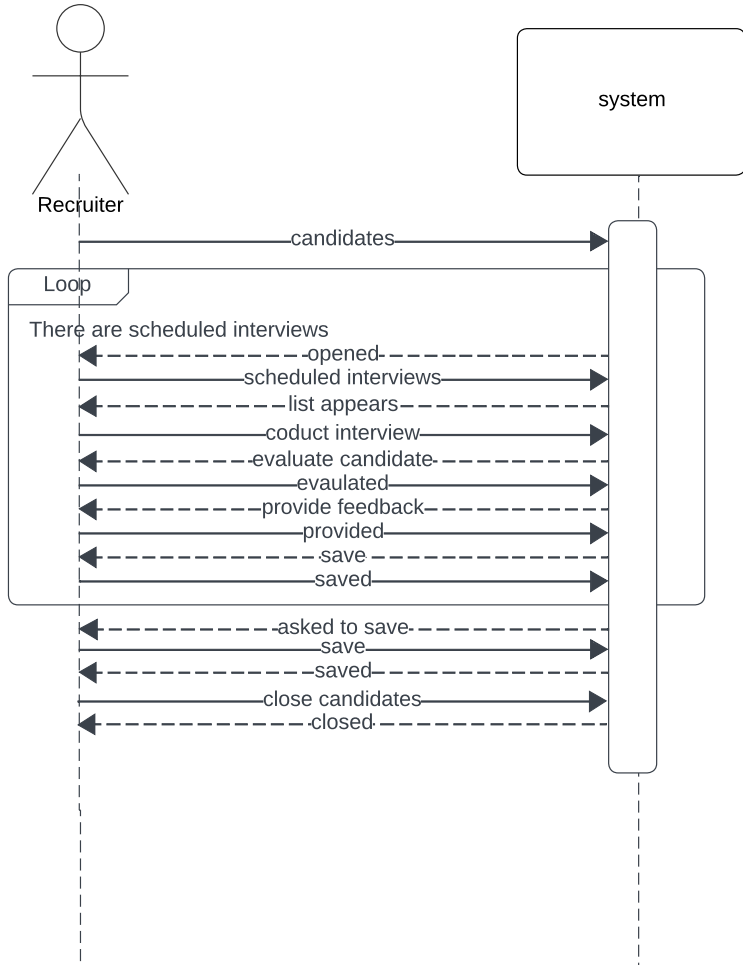 system
Recruiter
candidates
Loop
There are scheduled interviews
opened
scheduled interviews
list appears
coduct interview
evaluate candidate
evaulated
provide feedback
provided
save
saved
asked to save
save
saved
close candidates
closed